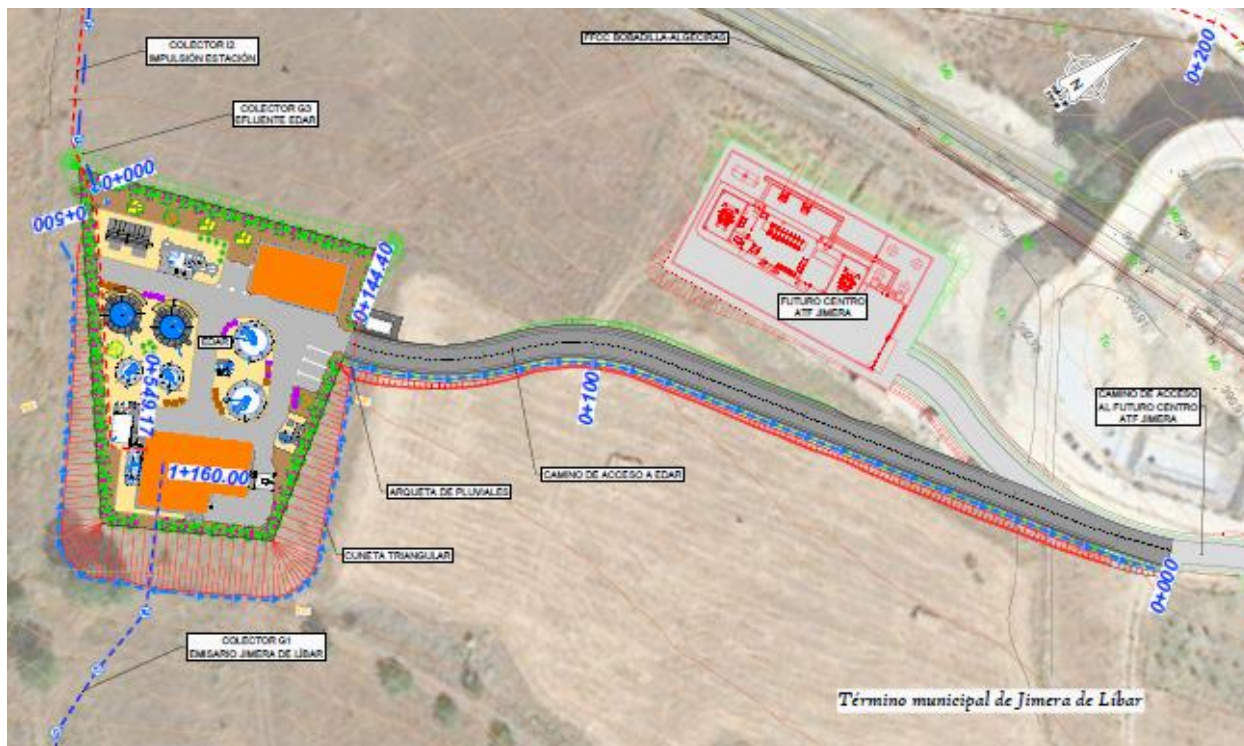 COLECTOR I2
IMPULSIÓN ESTACIÓN
FFCC BOBADILLA-ALGECIRAS
0+200
N
COLECTOR G3
EFLUENTE EDAR
0+000
0+500
0+144.40
EDAR
FUTURO CENTRO
ATF JIMERA
0+549.17
0+100
CAMINO DE ACCESO
AL FUTURO CENTRO
ATF JIMERA
1+160.00
CAMINO DE ACCESO A EDAR
ARQUETA DE PLUVIALES
CUNETA TRIANGULAR
0+000
COLECTOR G1
EMISARIO JIMERA DE LÍBAR
Término municipal de Jimera de Líbar